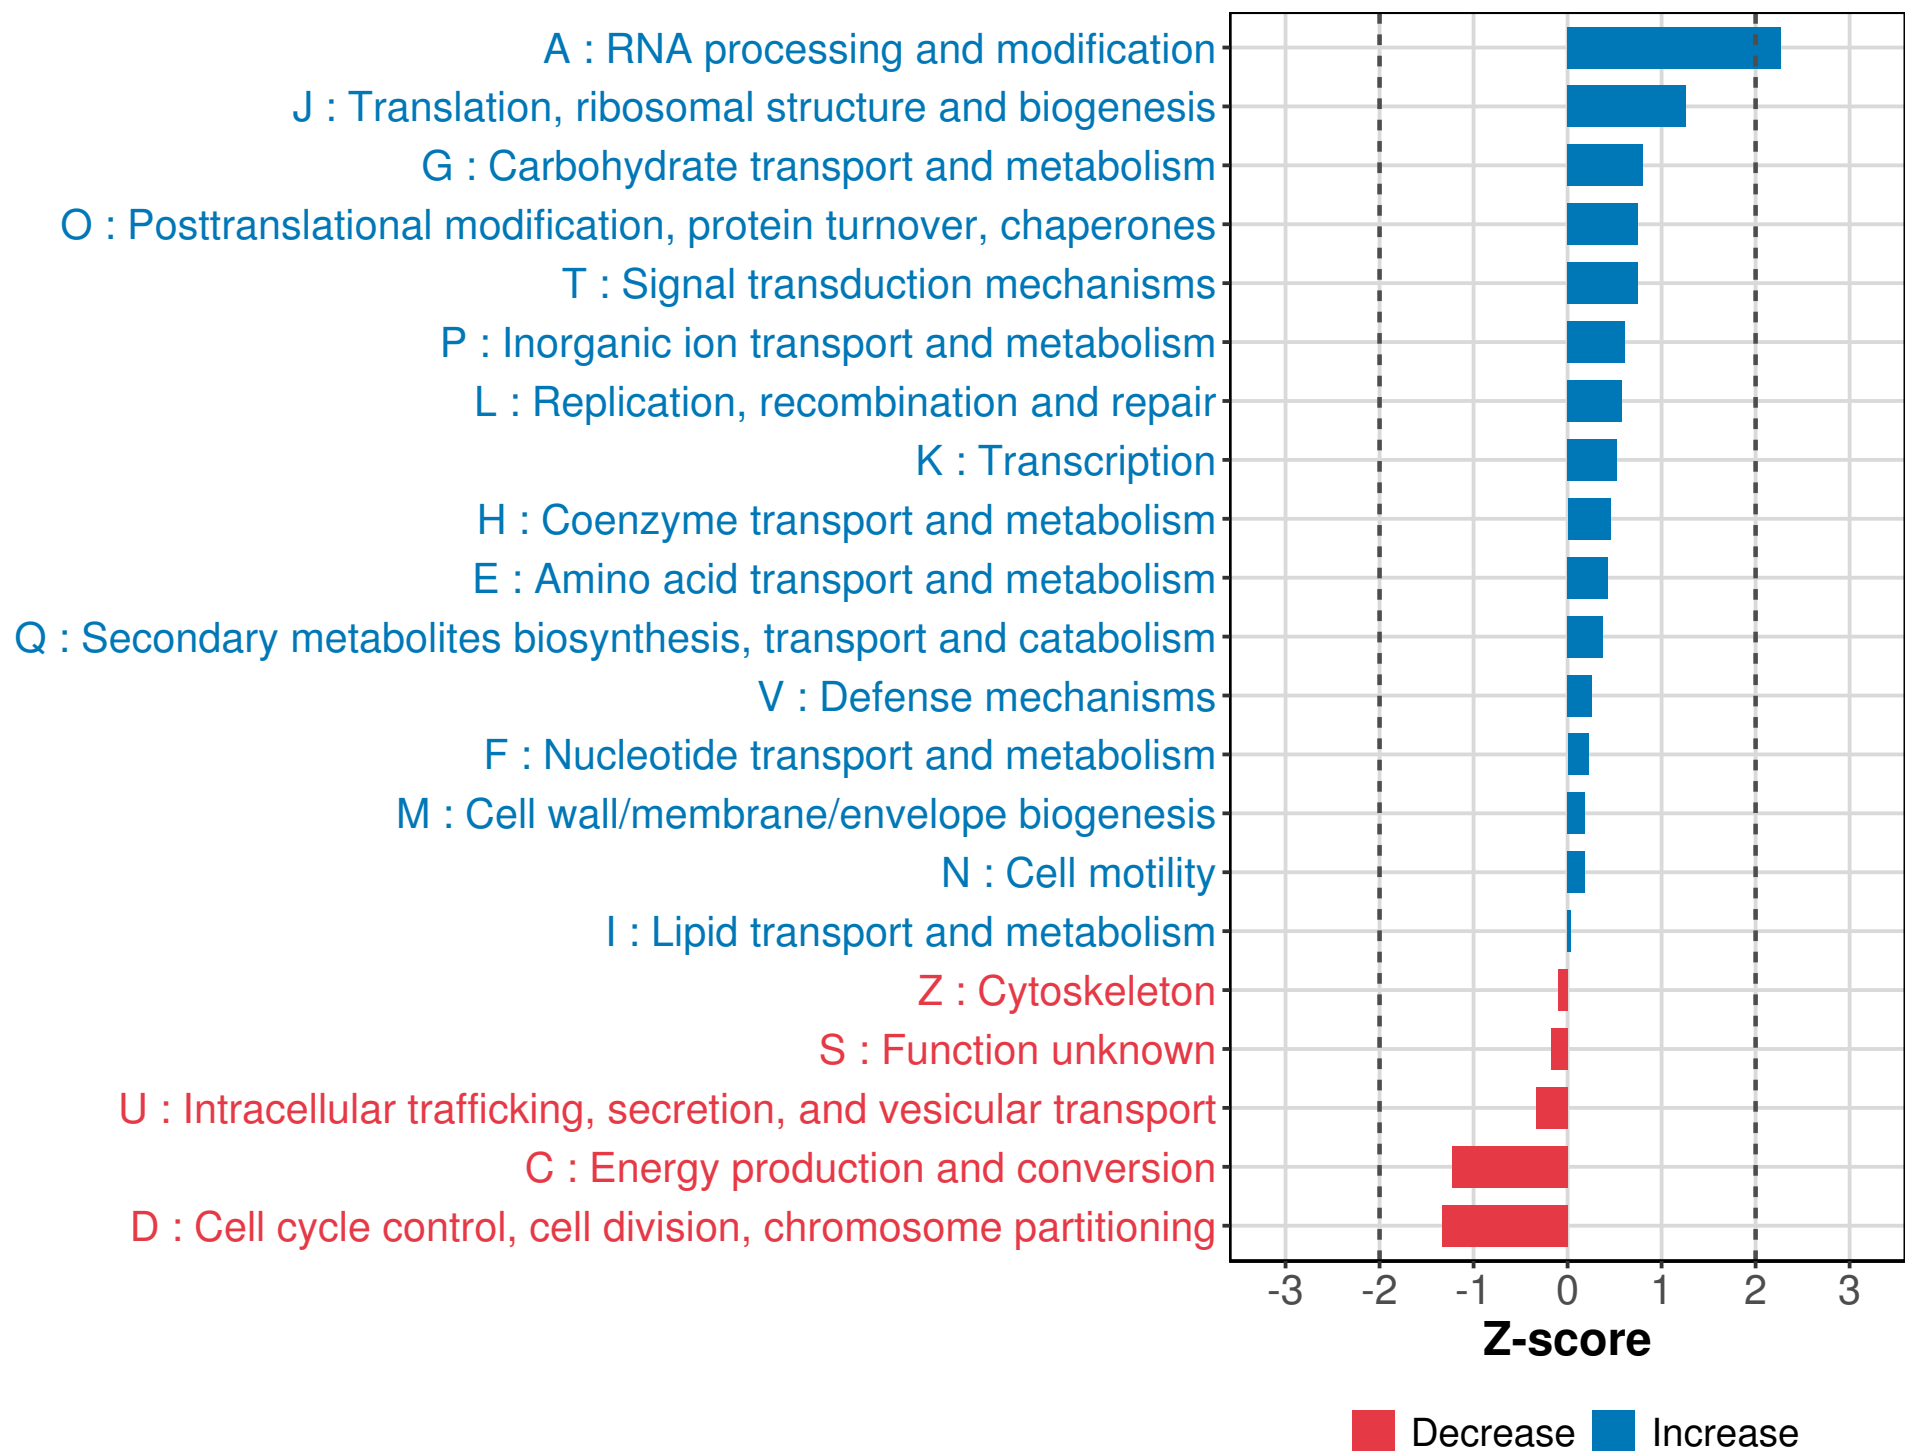 A : RNA processing and modification
J : Translation, ribosomal structure and biogenesis
G : Carbohydrate transport and metabolism
O : Posttranslational modification, protein turnover, chaperones
T : Signal transduction mechanisms
P : Inorganic ion transport and metabolism
L : Replication, recombination and repair
K : Transcription
H : Coenzyme transport and metabolism
E : Amino acid transport and metabolism
Q : Secondary metabolites biosynthesis, transport and catabolism
V : Defense mechanisms
F : Nucleotide transport and metabolism
M : Cell wall/membrane/envelope biogenesis
N : Cell motility
I : Lipid transport and metabolism
Z : Cytoskeleton
S : Function unknown
U : Intracellular trafficking, secretion, and vesicular transport
C : Energy production and conversion
D : Cell cycle control, cell division, chromosome partitioning
-3 -2 -1 0 1 2 3
Z-score
Decrease Increase